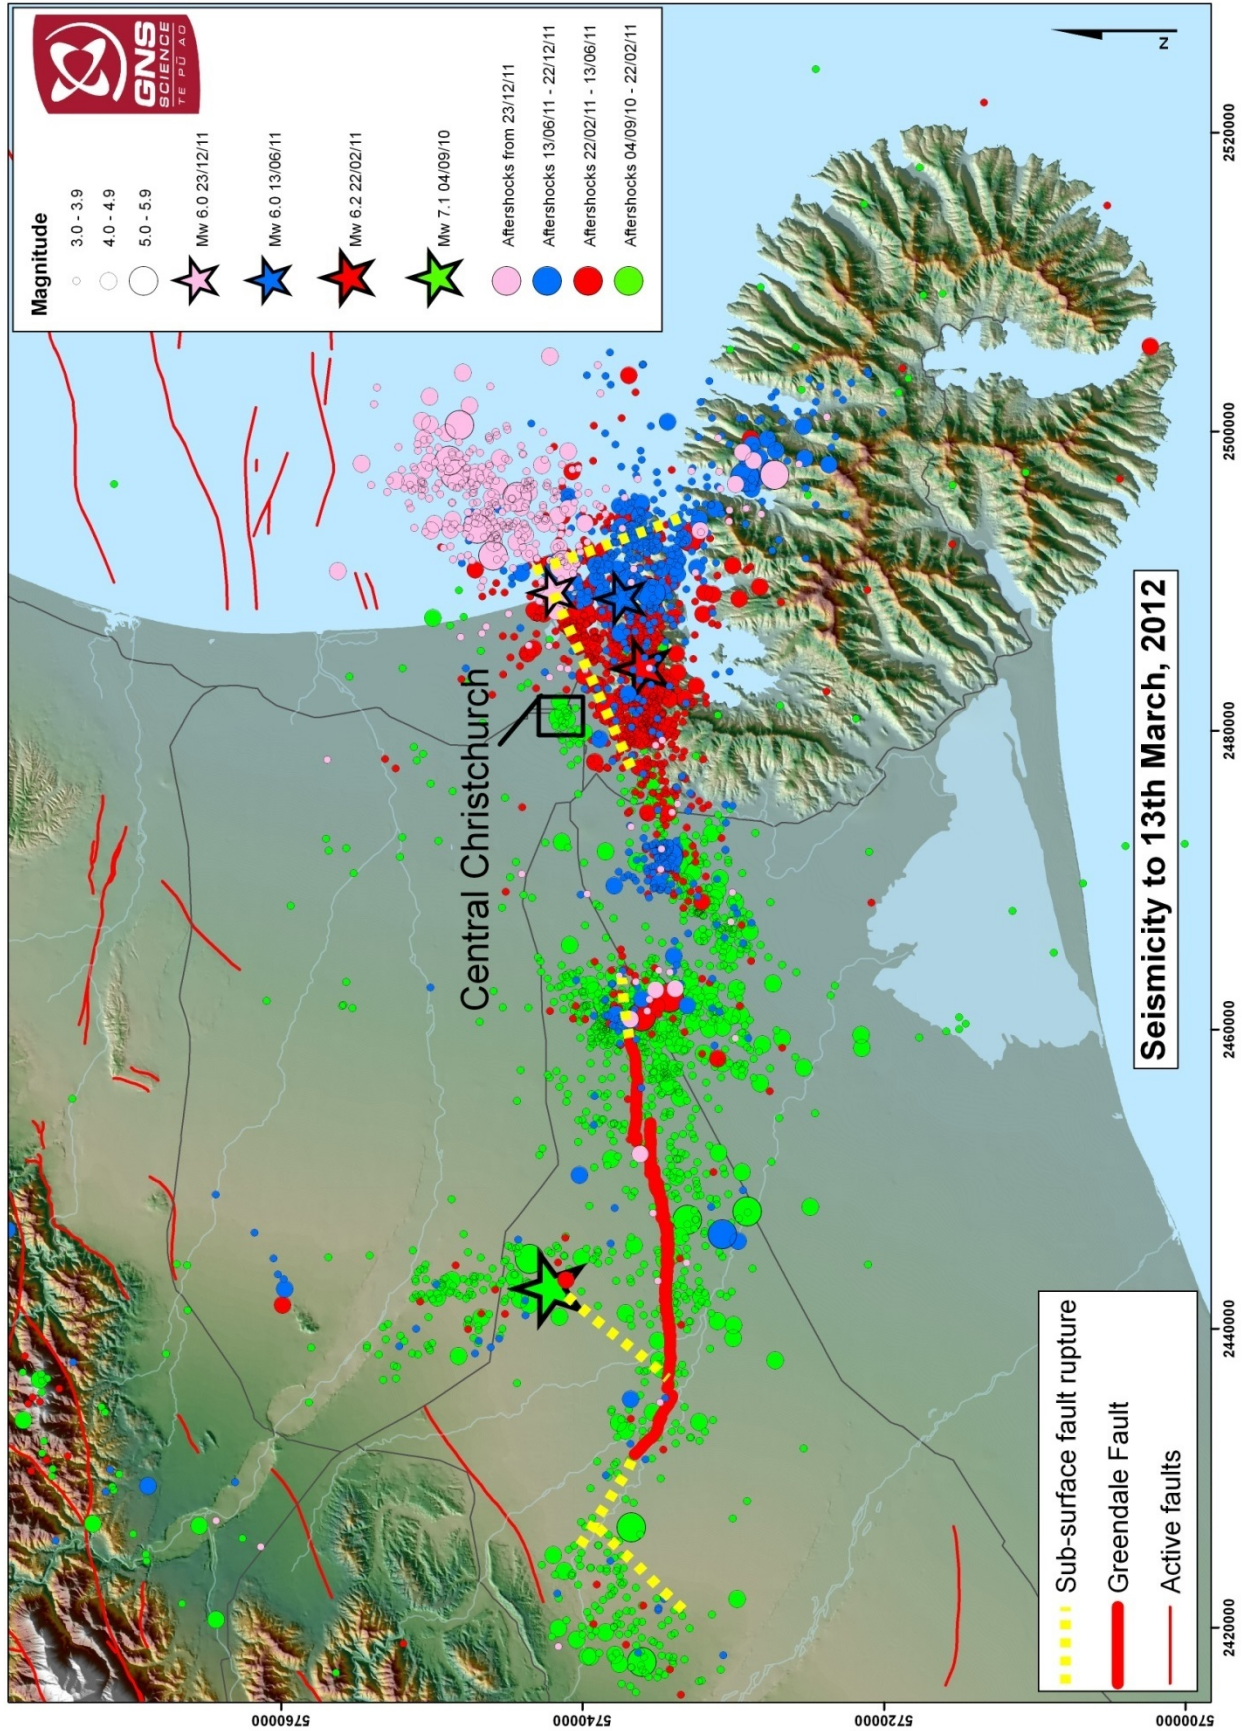 Magnitude
3.0 - 3.9
4.0 - 4.9
5.0 - 5.9
Mw 6.0 23/12/11
Mw 6.0 13/06/11
Mw 6.2 22/02/11
Mw 7.1 04/09/10
Aftershocks from 23/12/11
Aftershocks 13/06/11 - 22/12/11
Aftershocks 22/02/11 - 13/06/11
Aftershocks 04/09/10 - 22/02/11
GNS
SCIENCE
TE PŪ AO
Central Christchurch
Seismicity to 13th March, 2012
Sub-surface fault rupture
Greendale Fault
Active faults
N
5760000
5740000
5720000
5700000
2420000
2440000
2460000
2480000
2500000
2520000